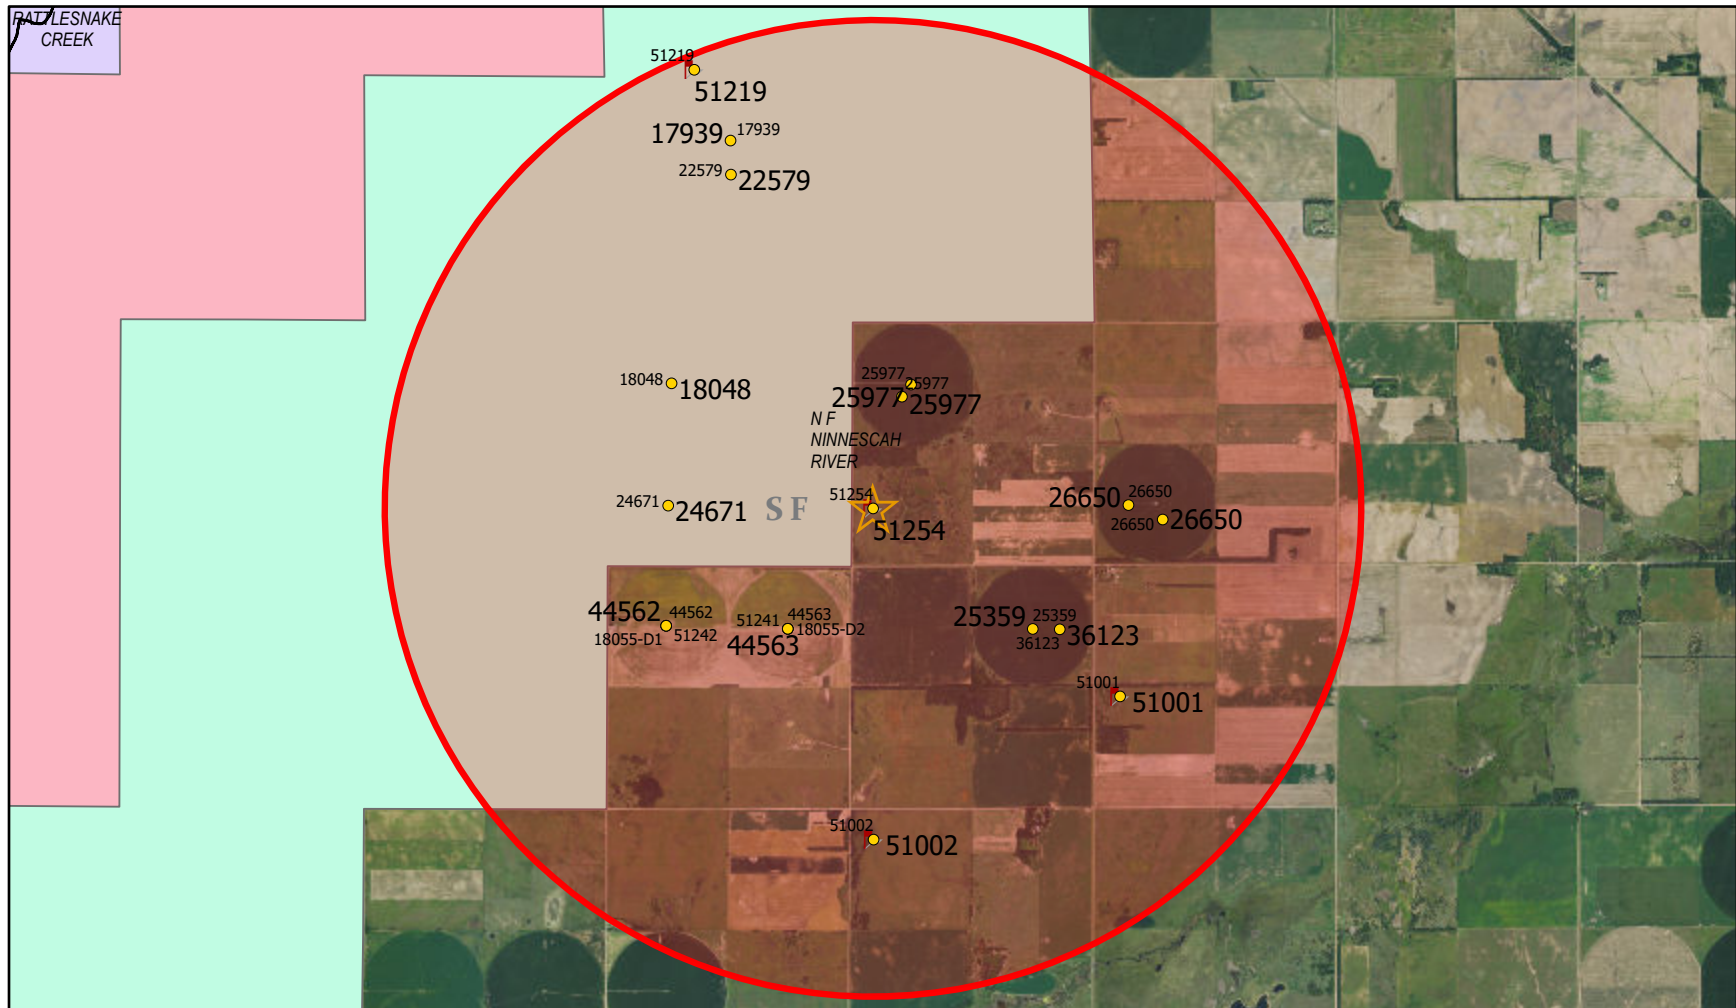 RATTLESNAKE
CREEK
51219
51219
17939 17939
22579 22579
18048 18048
25977 25977
25977 25977
N F
NINNESCAH
RIVER
24671 24671
S F
51254
51254
26650 26650
26650 26650
44562 44562
18055-D1 51242
51241 44563
18055-D2
44563
25359 25359
36123 36123
51001
51001
51002
51002